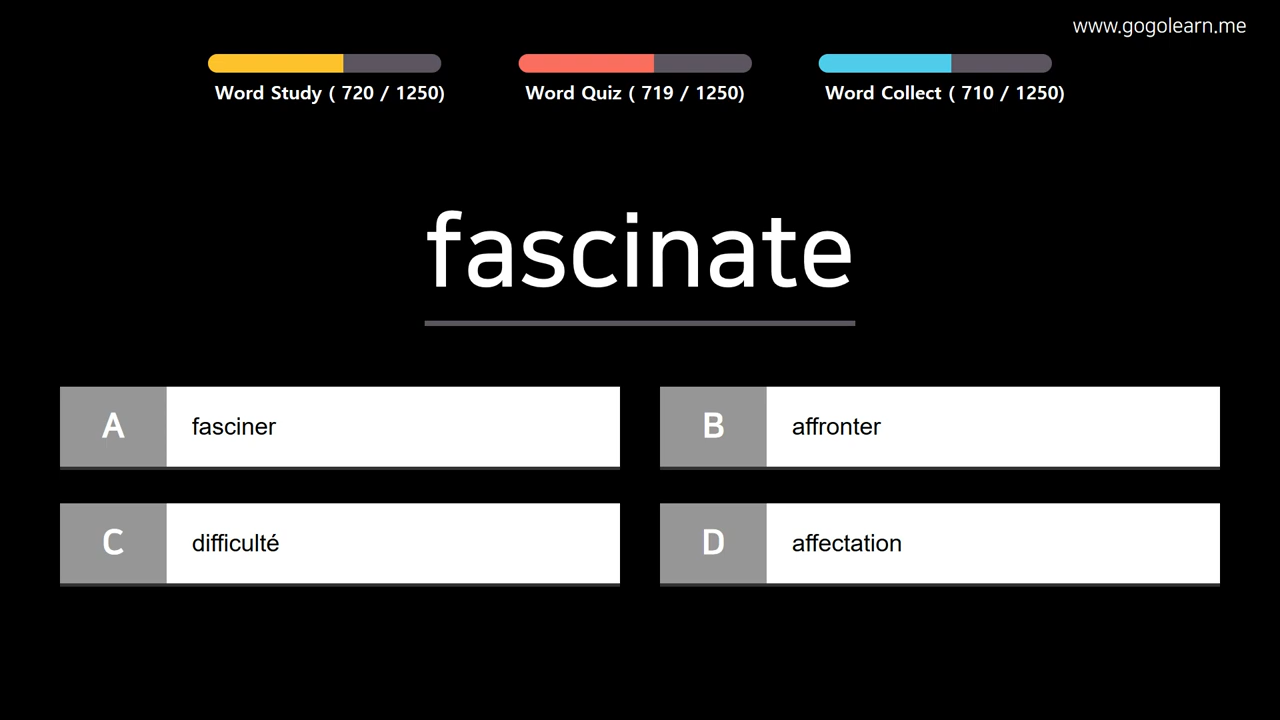 www.gogolearn.me
Word Study ( 720 / 1250)
Word Quiz ( 719 / 1250)
Word Collect ( 710 / 1250)
fascinate
A fasciner
B affronter
C difficulté
D affectation